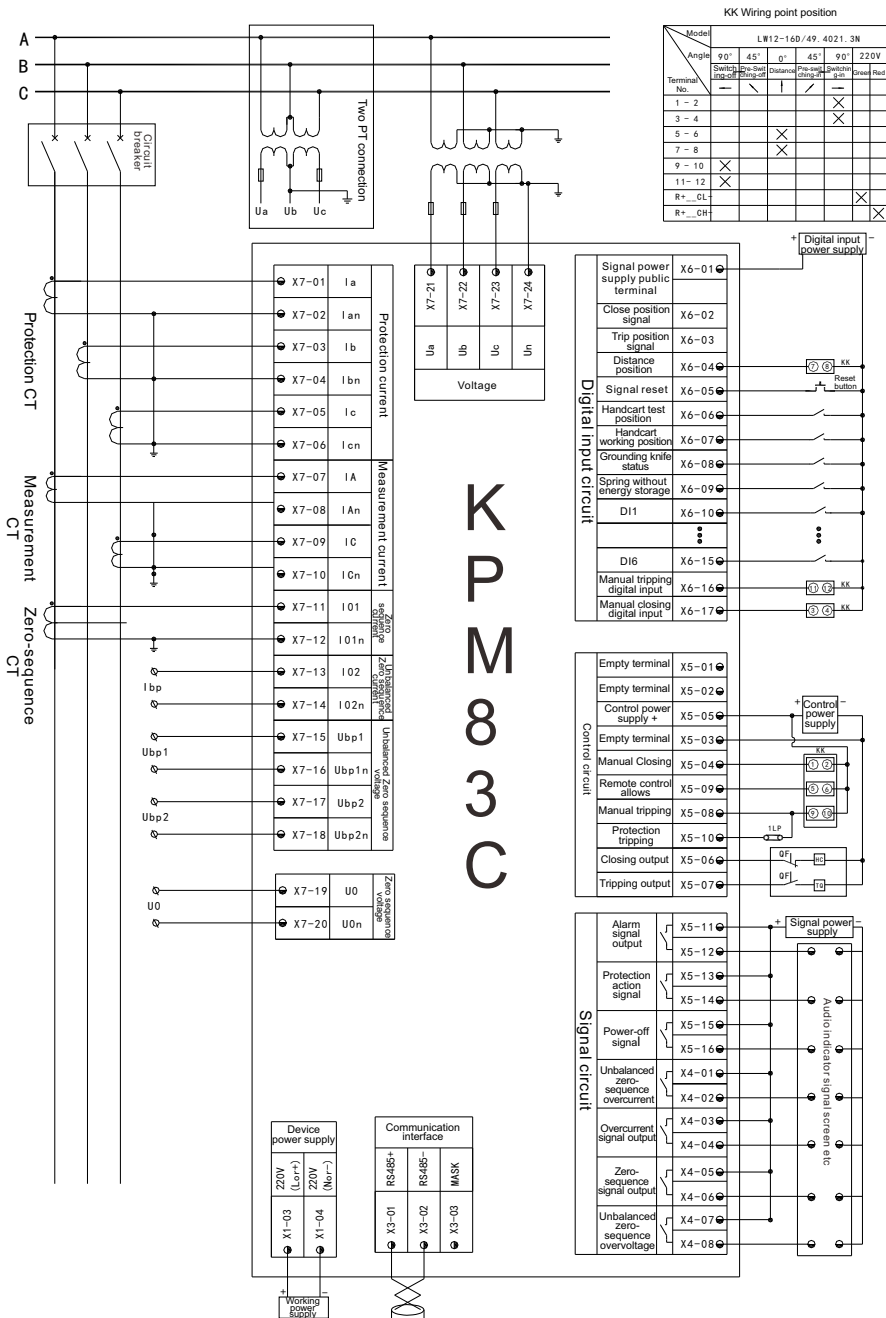 KK Wiring point position
Model LW12-16D/49.4021.3N
Angle 90° 45° 0° 45° 90° 220V
Terminal No. Switching-off Pre-Switching-off Distance Pre-switching-in Switching-in Green Red
1 - 2
3 - 4
5 - 6
7 - 8
9 - 10
11- 12
R+__CL-
R+__CH-
A
B
C
Circuit breaker
Two PT connection
Ua Ub Uc
Protection CT
Measurement CT
Zero-sequence CT
X7-01 Ia
X7-02 Ian
X7-03 Ib
X7-04 Ibn
X7-05 Ic
X7-06 Icn
Protection current
X7-07 IA
X7-08 IAn
X7-09 IC
X7-10 ICn
Measurement current
X7-11 I01
X7-12 I01n
Zero sequence current
Ibp
X7-13 I02
X7-14 I02n
Unbalanced Zero sequence current
Ubp1
X7-15 Ubp1
X7-16 Ubp1n
Ubp2
X7-17 Ubp2
X7-18 Ubp2n
Unbalanced Zero sequence voltage
U0
X7-19 U0
X7-20 U0n
Zero sequence voltage
X7-21 X7-22 X7-23 X7-24
Ua Ub Uc Un
Voltage
KPM83C
Digital input circuit
+ Digital input power supply −
Signal power supply public terminal X6-01
Close position signal X6-02
Trip position signal X6-03
Distance position X6-04 7 8 KK
Signal reset X6-05 Reset button
Handcart test position X6-06
Handcart working position X6-07
Grounding knife status X6-08
Spring without energy storage X6-09
DI1 X6-10
DI6 X6-15
Manual tripping digital input X6-16 11 12 KK
Manual closing digital input X6-17 3 4 KK
Control circuit
Empty terminal X5-01
Empty terminal X5-02
Control power supply + X5-05
+ Control power supply −
Empty terminal X5-03
KK
Manual Closing X5-04 1 2
Remote control allows X5-09 5 6
Manual tripping X5-08 9 10
Protection tripping X5-10 1LP
Closing output X5-06 QF HC
Tripping output X5-07 QF TQ
Signal circuit
+ Signal power supply −
Alarm signal output X5-11
X5-12
Protection action signal X5-13
X5-14
Power-off signal X5-15
X5-16
Unbalanced zero-sequence overcurrent X4-01
X4-02
Overcurrent signal output X4-03
X4-04
Zero-sequence signal output X4-05
X4-06
Unbalanced zero-sequence overvoltage X4-07
X4-08
Audio indicator signal screen etc
Device power supply
220V (Lor+) 220V (Nor-)
X1-03 X1-04
+ −
Working power supply
Communication interface
RS485+ RS485- MASK
X3-01 X3-02 X3-03